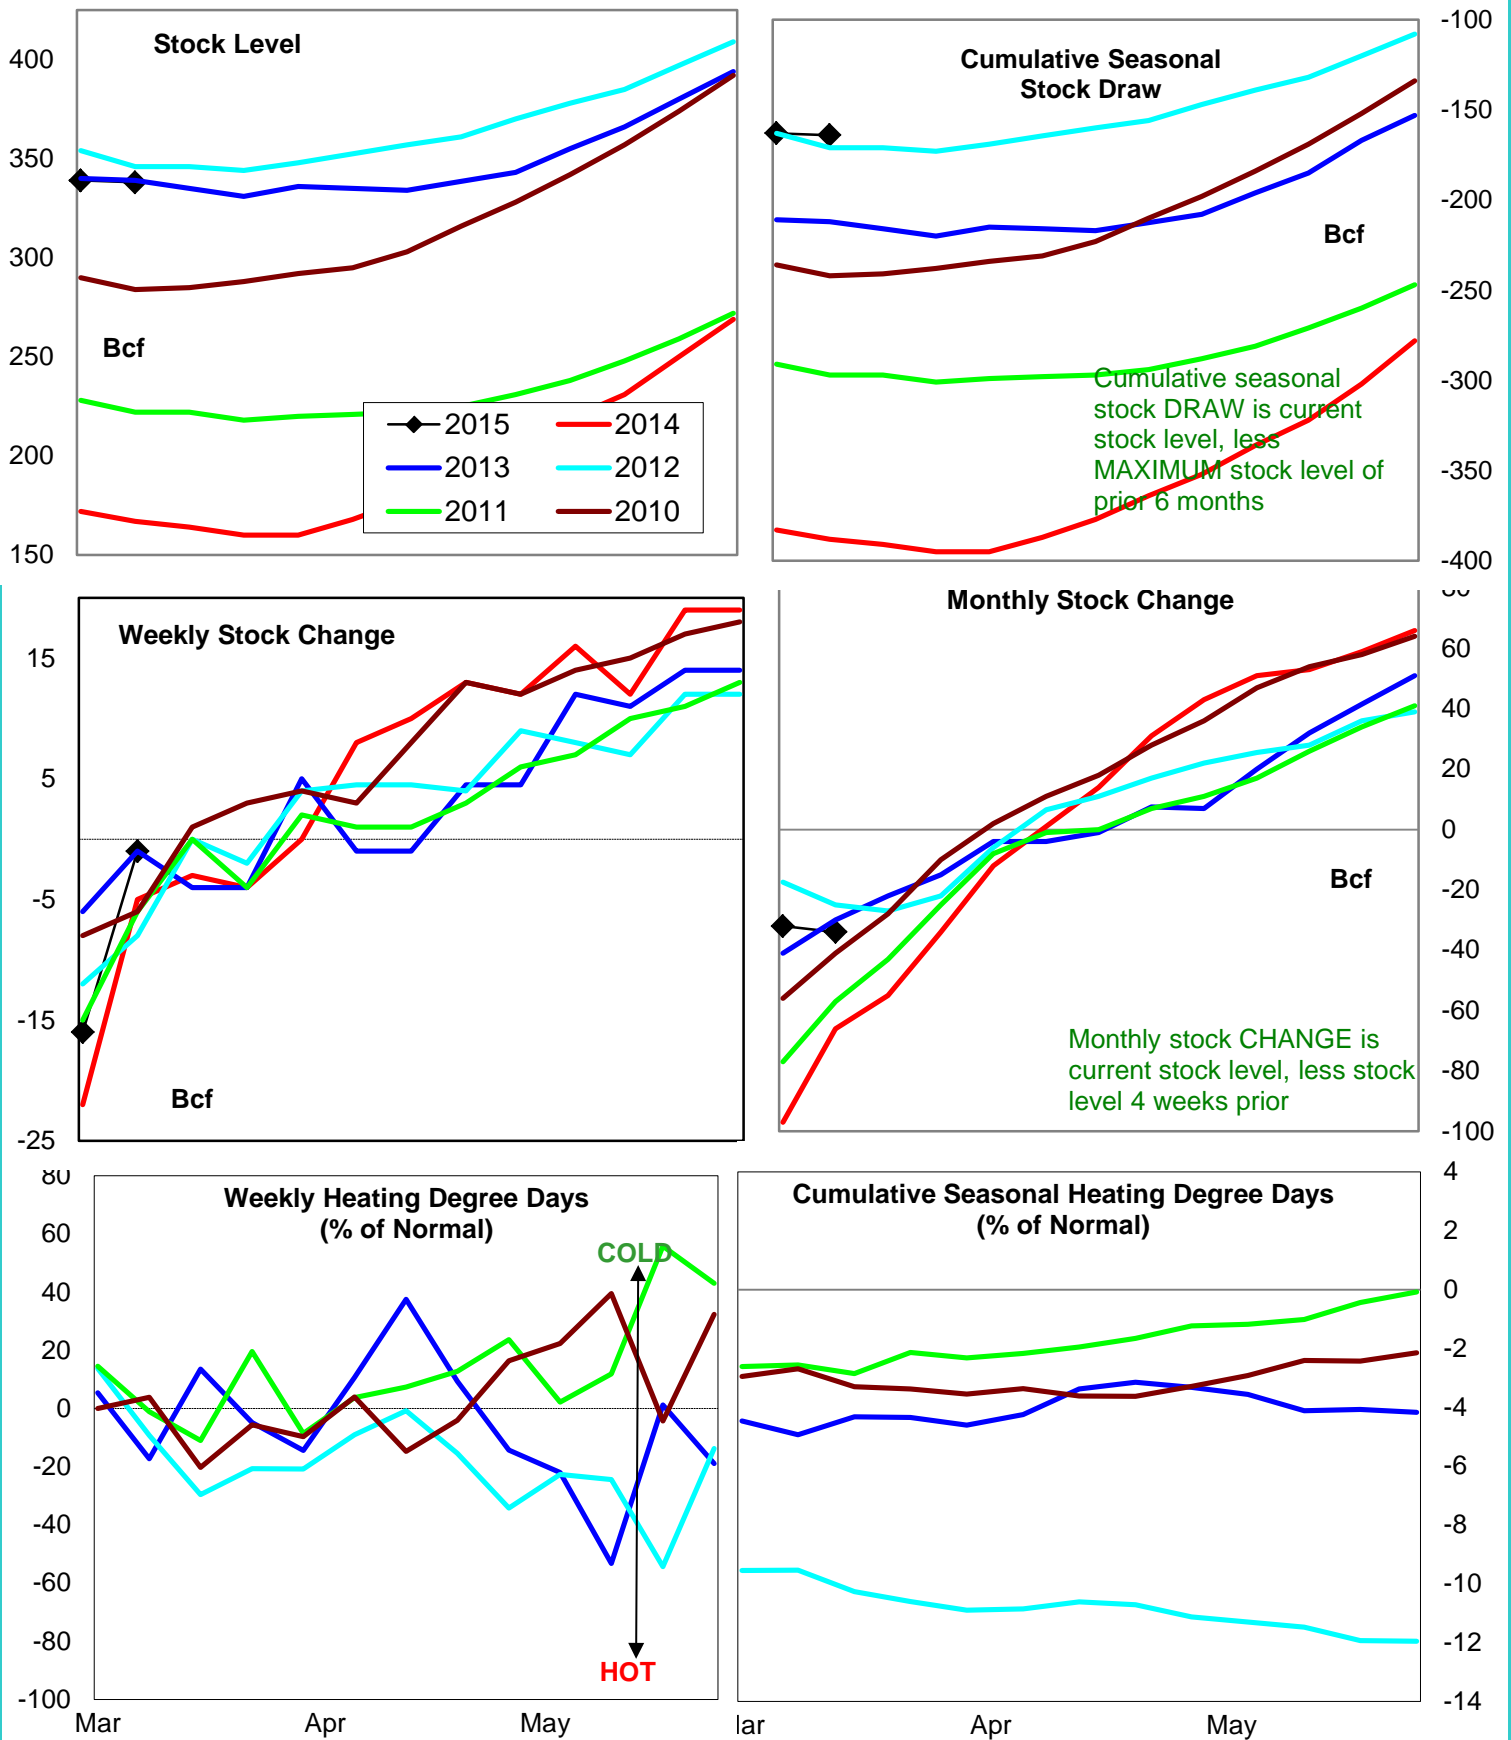 Stock Level
400
350
300
250
200
150
Bcf
2015
2014
2013
2012
2011
2010
Cumulative Seasonal
Stock Draw
-100
-150
-200
-250
-300
-350
-400
Bcf
Cumulative seasonal
stock DRAW is current
stock level, less
MAXIMUM stock level of
prior 6 months
Weekly Stock Change
15
5
-5
-15
-25
Bcf
Monthly Stock Change
80
60
40
20
0
-20
-40
-60
-80
-100
Bcf
Monthly stock CHANGE is
current stock level, less stock
level 4 weeks prior
Weekly Heating Degree Days
(% of Normal)
80
60
40
20
0
-20
-40
-60
-80
-100
COLD
HOT
Mar
Apr
May
Cumulative Seasonal Heating Degree Days
(% of Normal)
4
2
0
-2
-4
-6
-8
-10
-12
-14
Mar
Apr
May